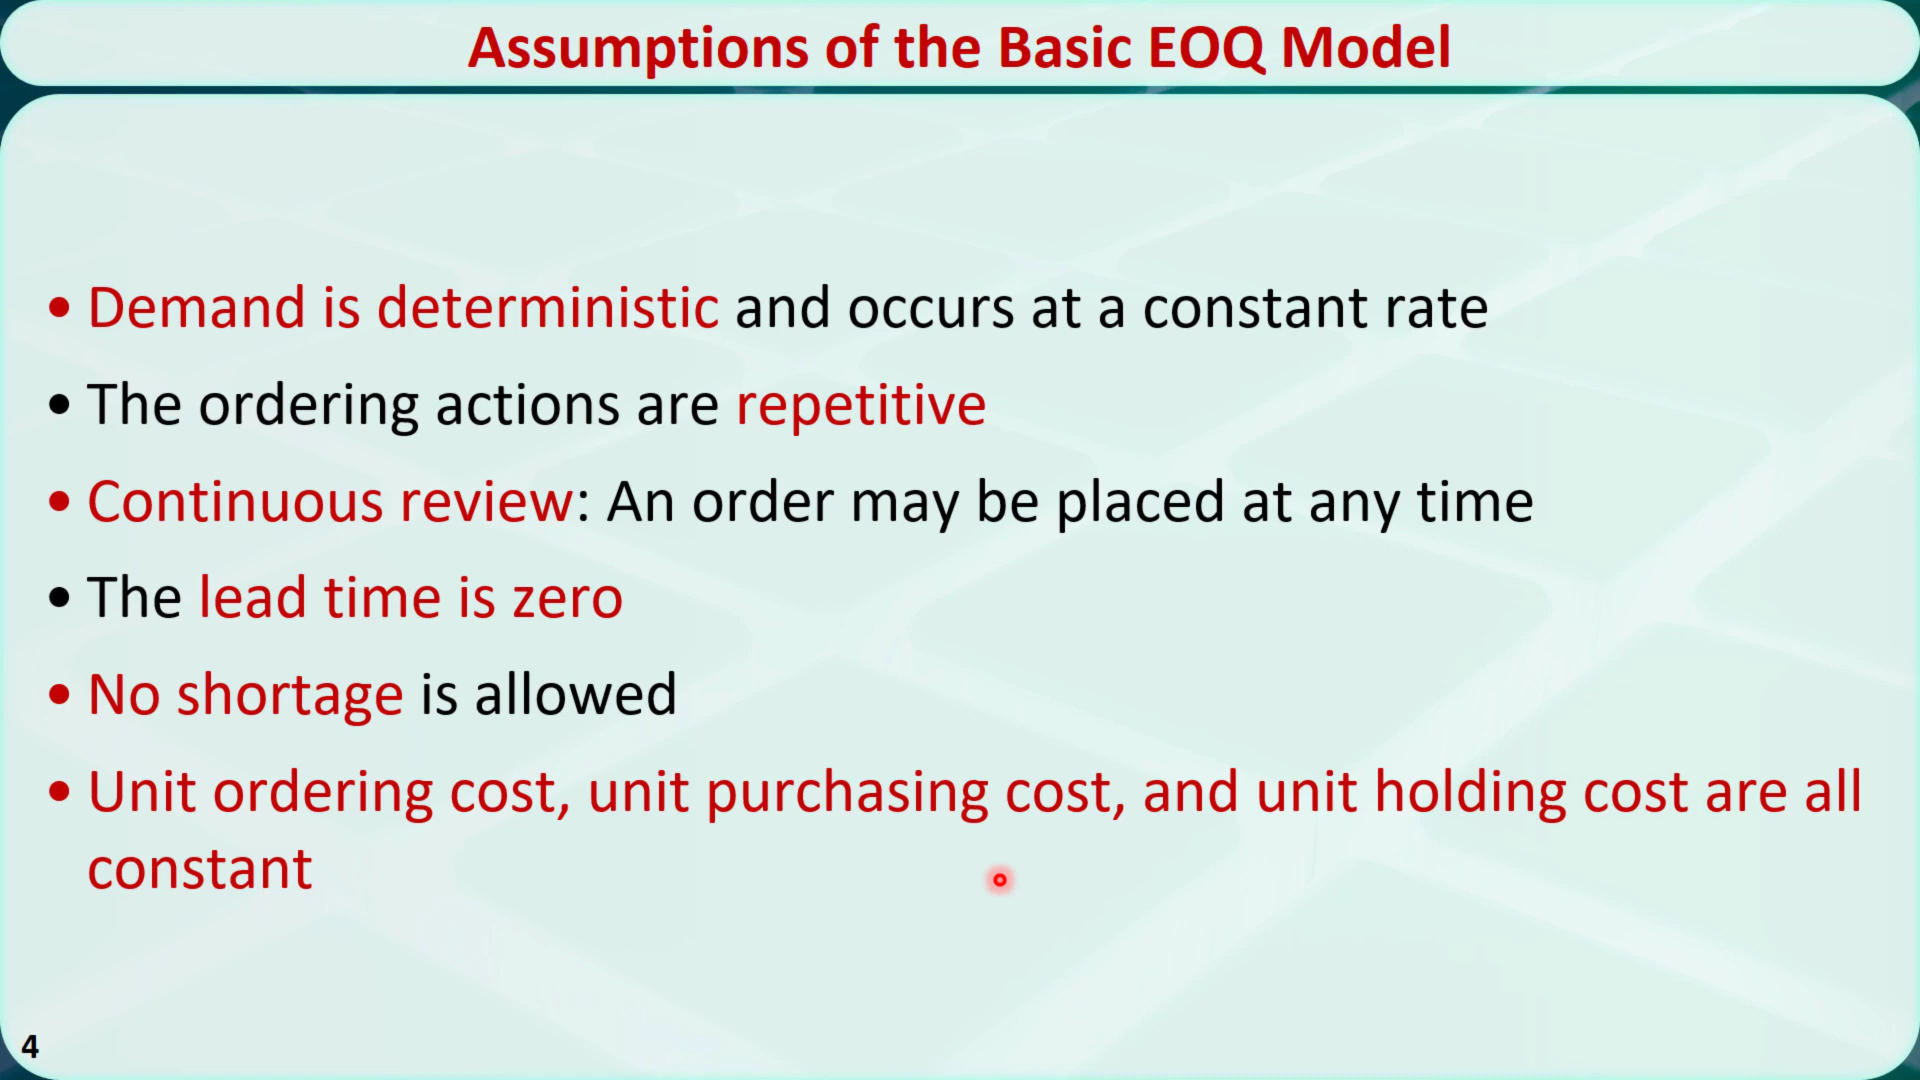 Assumptions of the Basic EOQ Model
• Demand is deterministic and occurs at a constant rate
• The ordering actions are repetitive
• Continuous review: An order may be placed at any time
• The lead time is zero
• No shortage is allowed
• Unit ordering cost, unit purchasing cost, and unit holding cost are all
constant
4